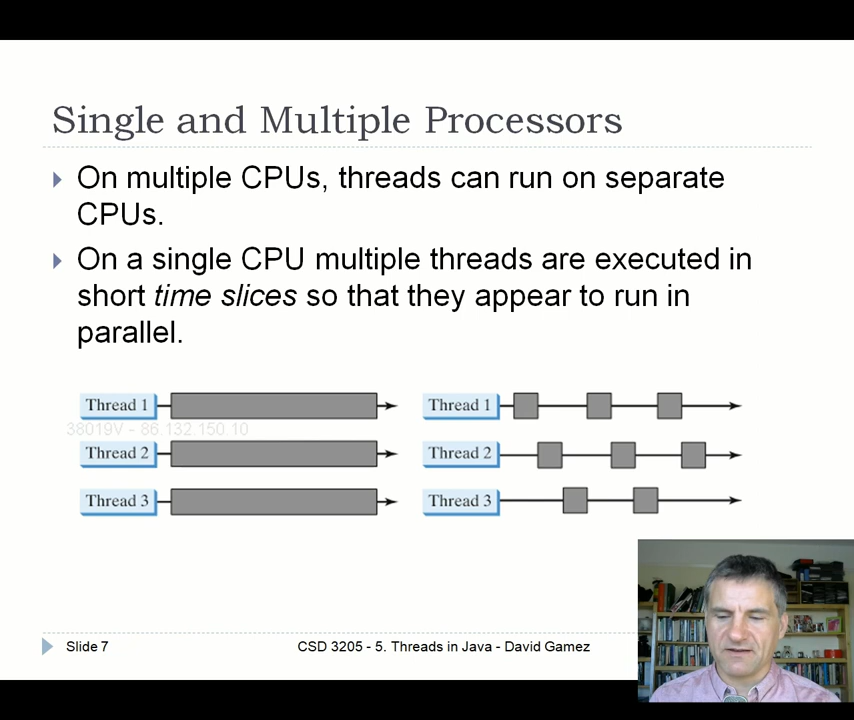 Single and Multiple Processors
On multiple CPUs, threads can run on separate
CPUs.
On a single CPU multiple threads are executed in
short time slices so that they appear to run in
parallel.
Thread 1
Thread 1
38019V - 86.132.150.10
Thread 2
Thread 2
Thread 3
Thread 3
Slide 7
CSD 3205 - 5. Threads in Java - David Gamez